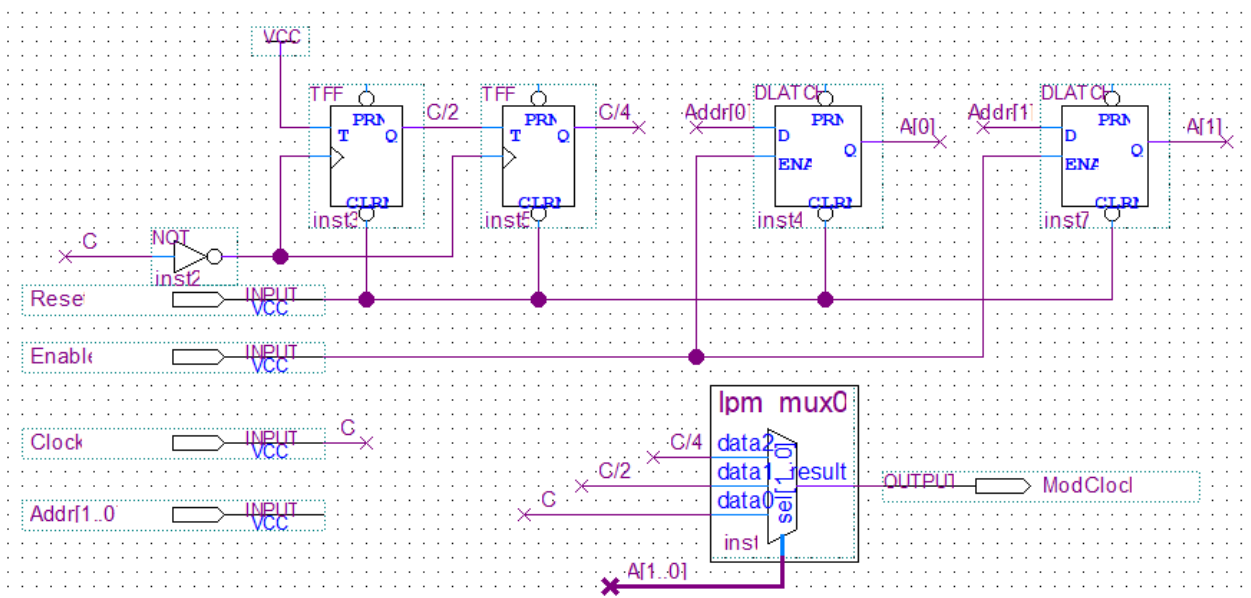 VCC
TFF TFF DLATCH DLATCH
PRN C/2 PRN C/4 Addr[0] PRN A[0] Addr[1] PRN A[1]
T Q T Q D Q D Q
ENA ENA
CLRN CLRN CLRN CLRN
inst3 inst5 inst4 inst7
C NOT
inst2
Reset INPUT
VCC
Enable INPUT
VCC
lpm_mux0
Clock INPUT C
VCC
C/4 data2
C/2 data1 result OUTPUT ModClock
C data0
sel[1..0]
Addr[1..0] INPUT
VCC
inst
A[1..0]